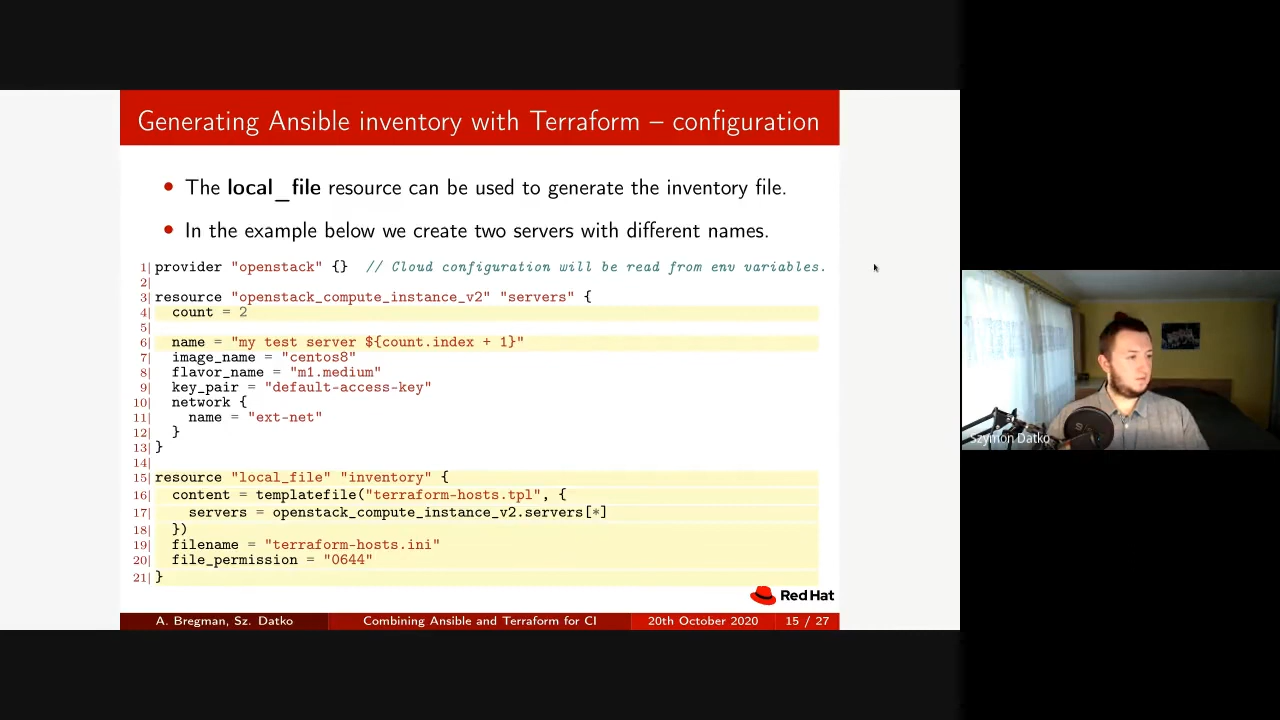 Generating Ansible inventory with Terraform – configuration
• The local_file resource can be used to generate the inventory file.
• In the example below we create two servers with different names.
1| provider "openstack" {}  // Cloud configuration will be read from env variables.
2|
3| resource "openstack_compute_instance_v2" "servers" {
4|   count = 2
5|
6|   name = "my test server ${count.index + 1}"
7|   image_name = "centos8"
8|   flavor_name = "m1.medium"
9|   key_pair = "default-access-key"
10|   network {
11|     name = "ext-net"
12|   }
13| }
14|
15| resource "local_file" "inventory" {
16|   content = templatefile("terraform-hosts.tpl", {
17|     servers = openstack_compute_instance_v2.servers[*]
18|   })
19|   filename = "terraform-hosts.ini"
20|   file_permission = "0644"
21| }
Red Hat
A. Bregman, Sz. Datko
Combining Ansible and Terraform for CI
20th October 2020
15 / 27
Szymon Datko